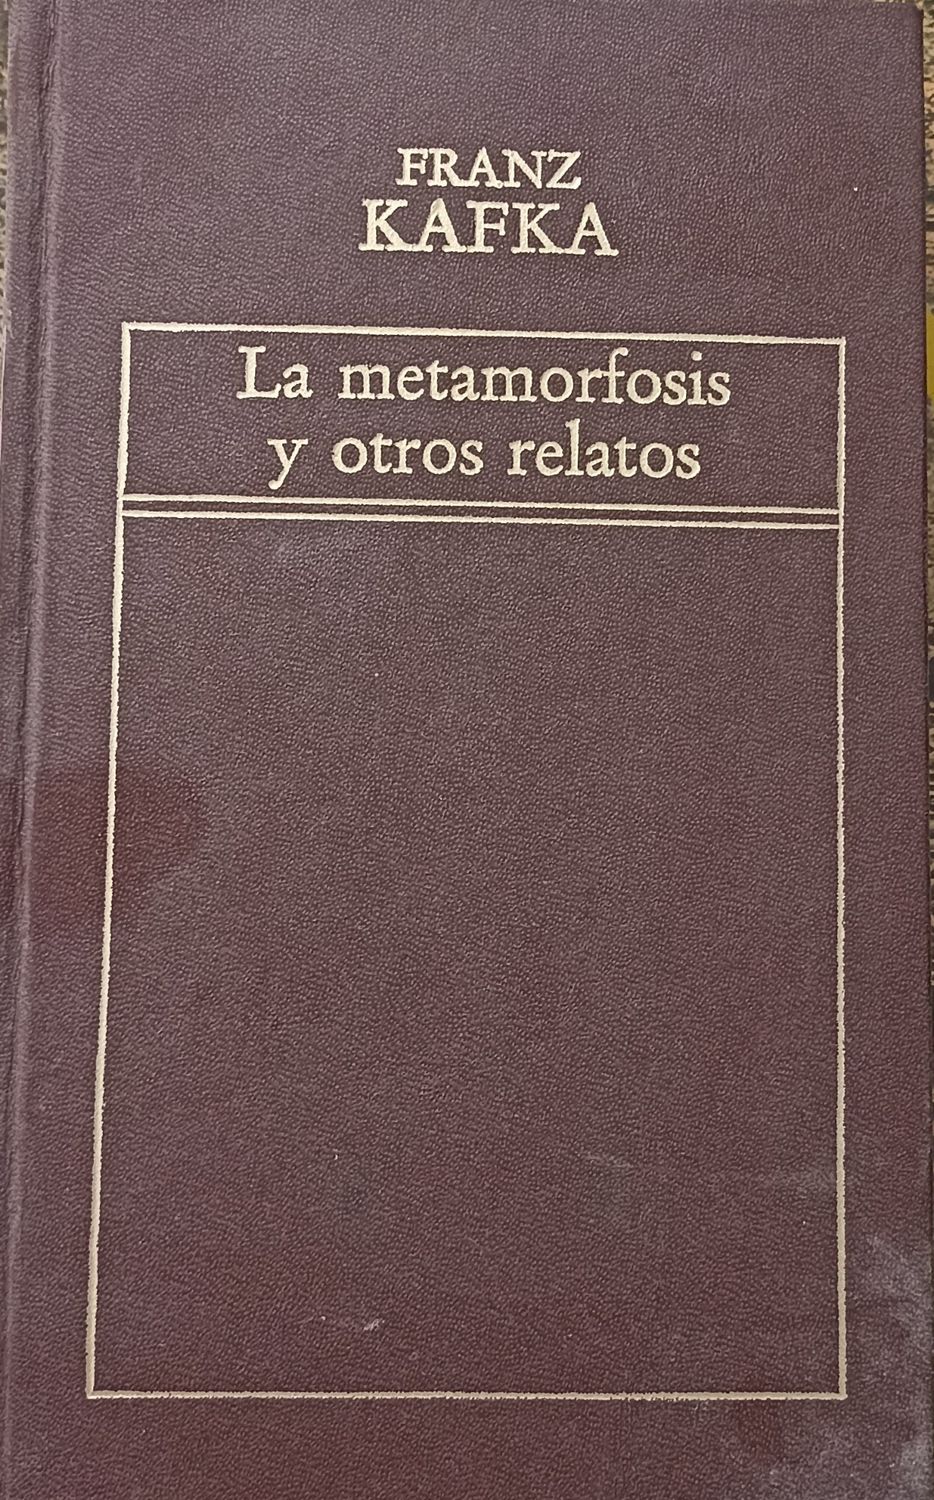 FRANZ
KAFKA
La metamorfosis
y otros relatos